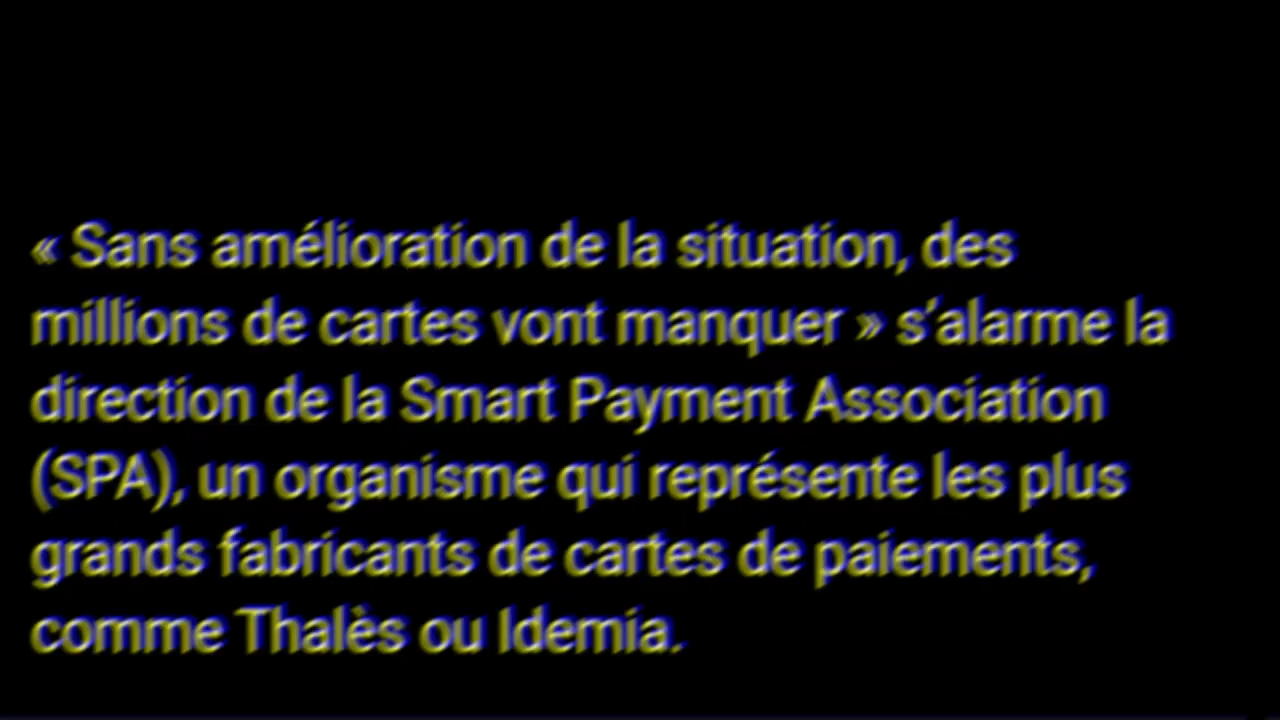 « Sans amélioration de la situation, des
millions de cartes vont manquer » s’alarme la
direction de la Smart Payment Association
(SPA), un organisme qui représente les plus
grands fabricants de cartes de paiements,
comme Thalès ou Idemia.